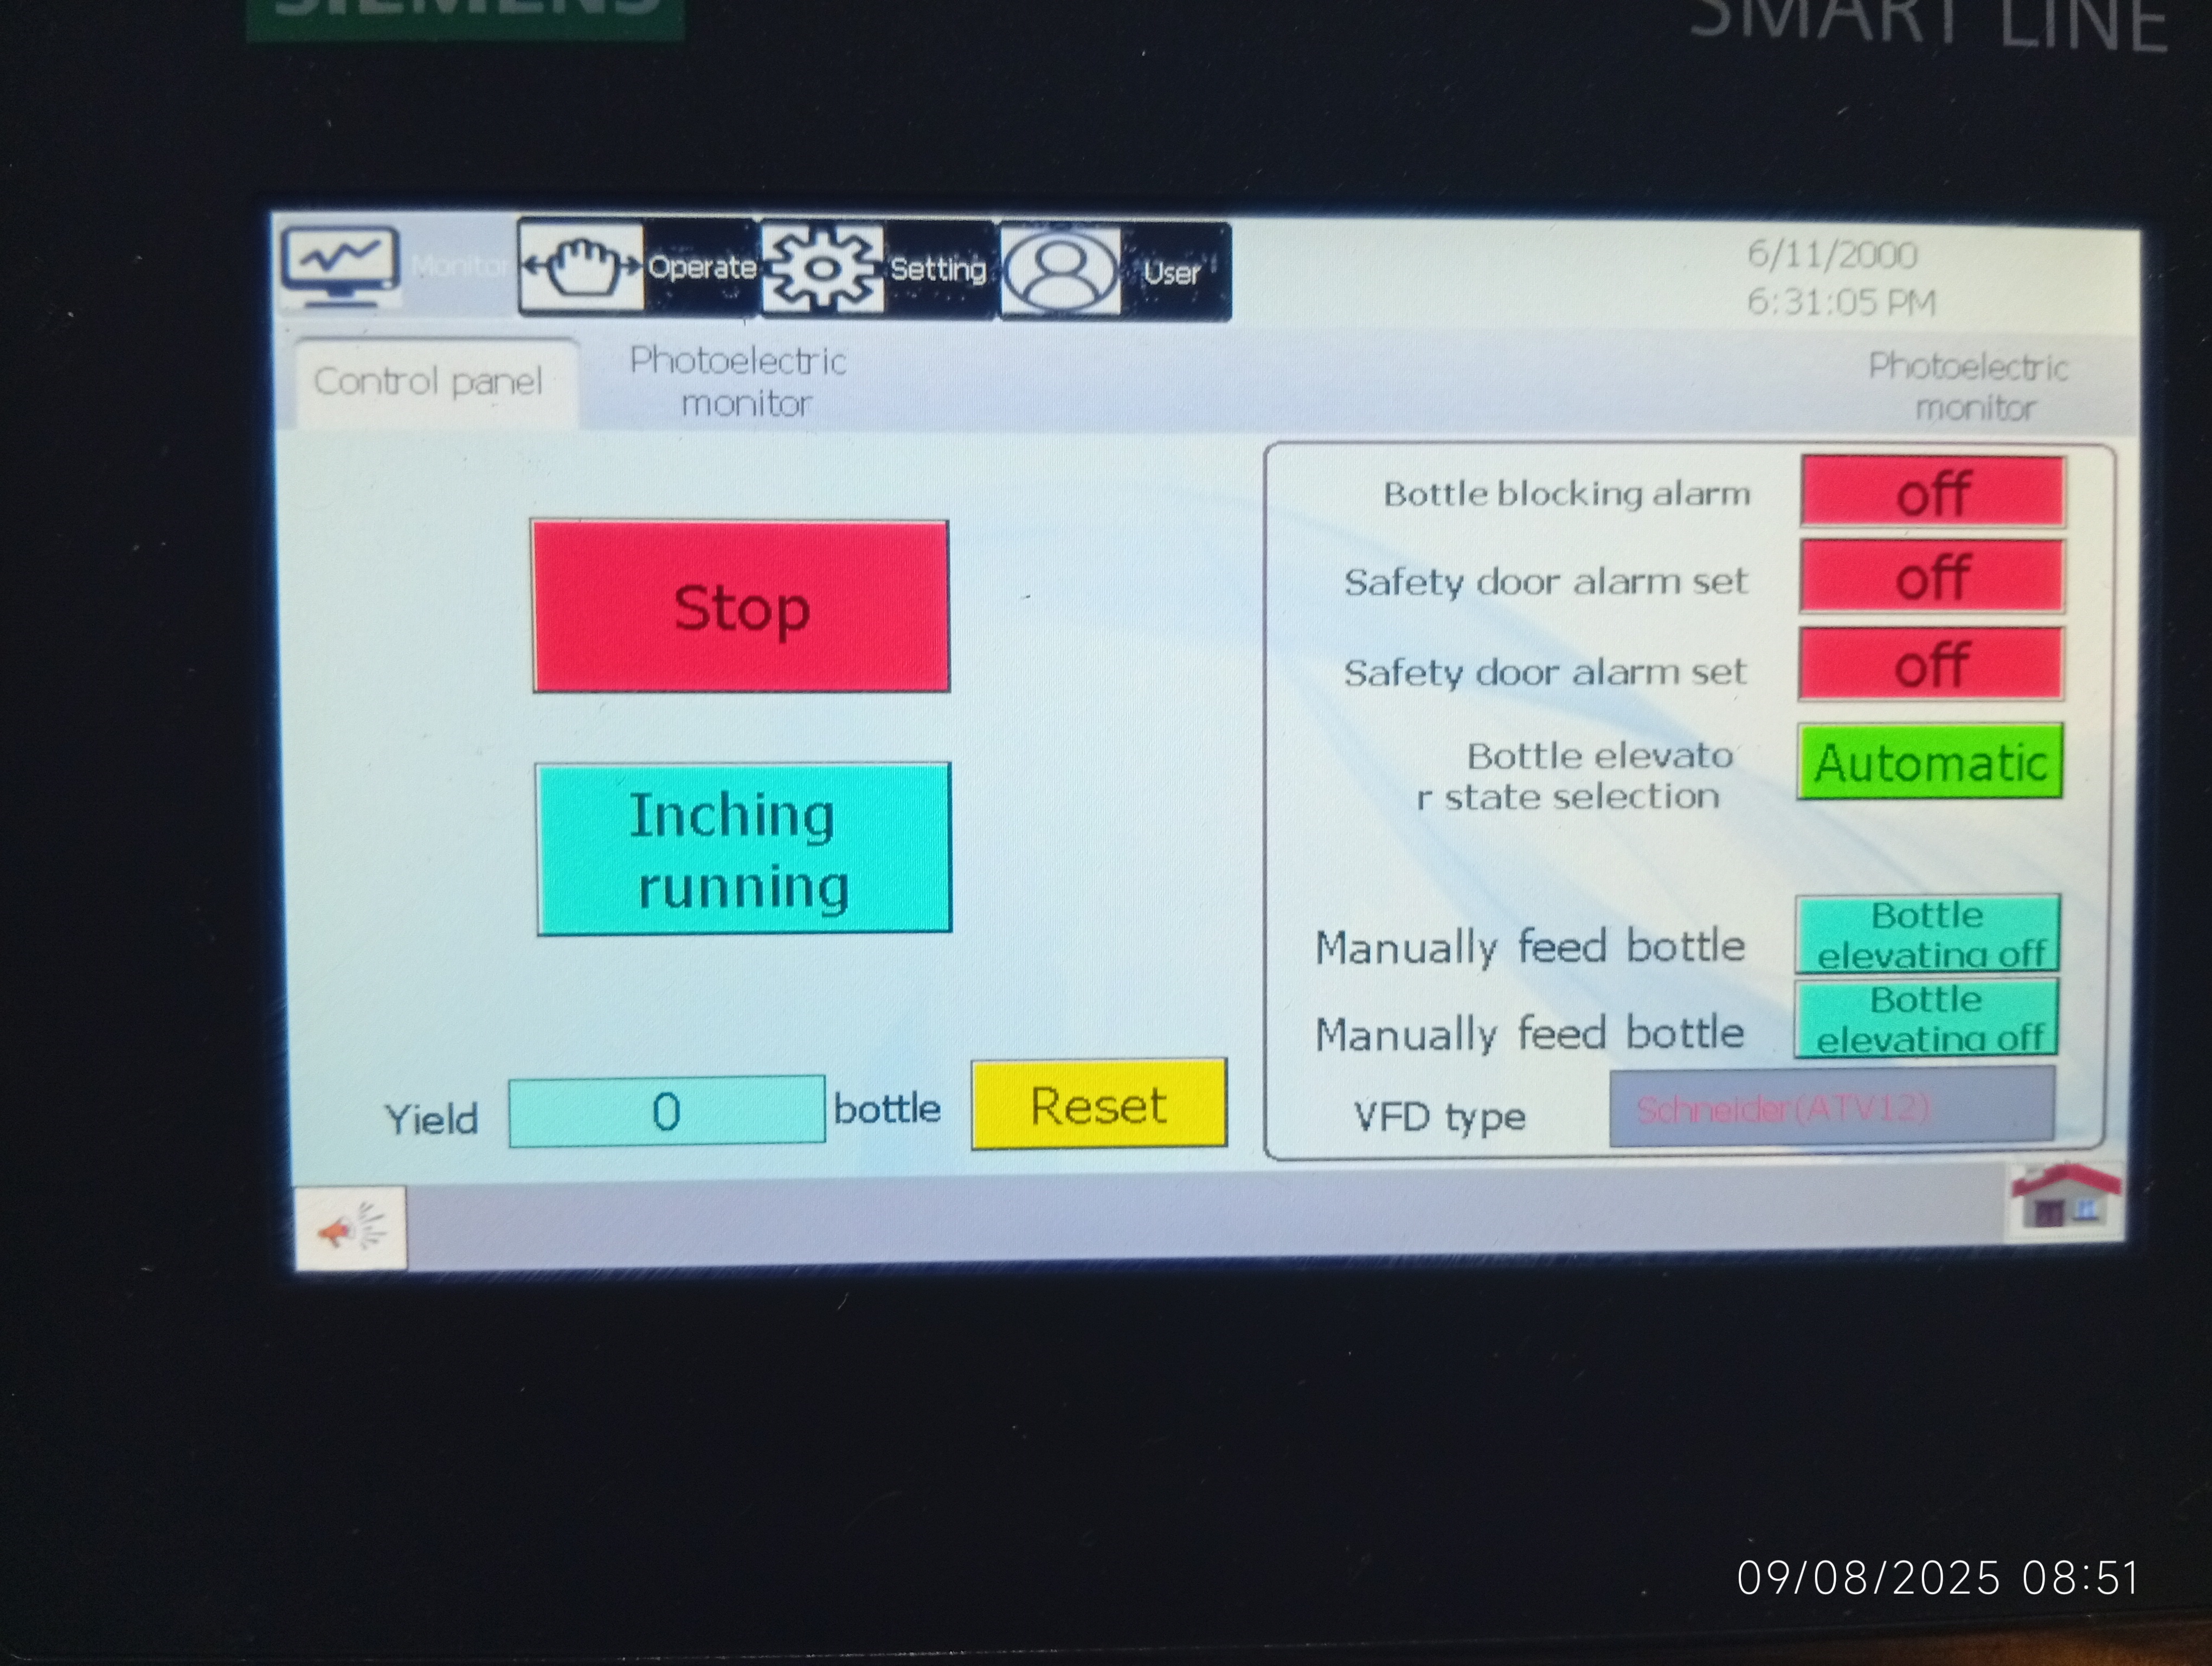 SIEMENS
SMART LINE
Monitor
Operate
Setting
User
6/11/2000
6:31:05 PM
Control panel
Photoelectric
monitor
Photoelectric
monitor
Stop
Inching
running
Yield
0
bottle
Reset
Bottle blocking alarm
off
Safety door alarm set
off
Safety door alarm set
off
Bottle elevato
r state selection
Automatic
Manually feed bottle
Bottle
elevating off
Manually feed bottle
Bottle
elevating off
VFD type
Schneider(ATV12)
09/08/2025 08:51